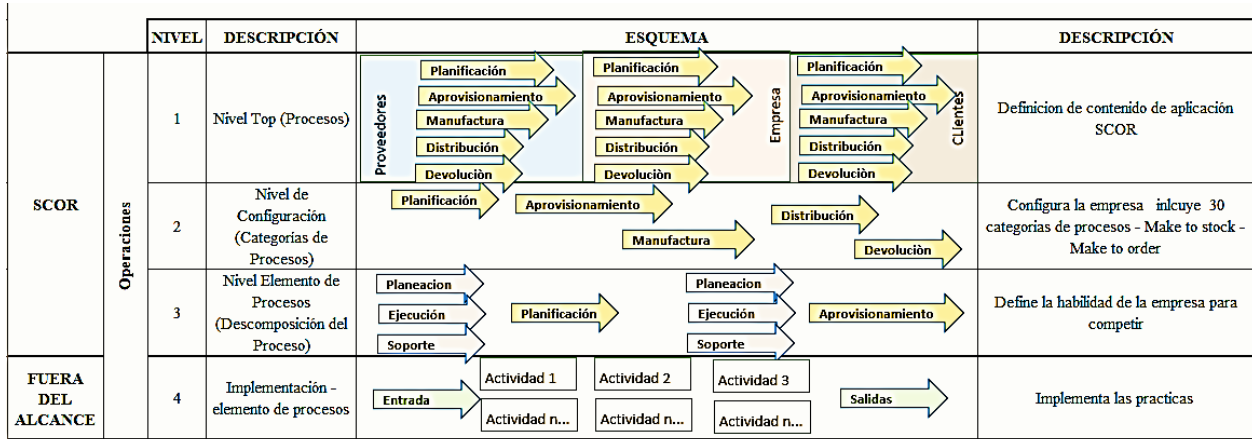 NIVEL DESCRIPCIÓN ESQUEMA DESCRIPCIÓN
SCOR
Operaciones
1
Nivel Top (Procesos)
Proveedores
Planificación
Aprovisionamiento
Manufactura
Distribución
Devoluciòn
Empresa
Planificación
Aprovisionamiento
Manufactura
Distribución
Devoluciòn
CLientes
Planificación
Aprovisionamiento
Manufactura
Distribución
Devoluciòn
Definicion de contenido de aplicación
SCOR
2
Nivel de
Configuración
(Categorías de
Procesos)
Planificación
Aprovisionamiento
Manufactura
Distribución
Devoluciòn
Configura la empresa inlcuye 30
categorias de procesos - Make to stock -
Make to order
3
Nivel Elemento de
Procesos
(Descomposición del
Proceso)
Planeacion
Ejecución
Soporte
Planificación
Planeacion
Ejecución
Soporte
Aprovisionamiento
Define la habilidad de la empresa para
competir
FUERA
DEL
ALCANCE
4
Implementación -
elemento de procesos
Entrada
Actividad 1
Actividad 2
Actividad 3
Actividad n...
Actividad n...
Actividad n...
Salidas
Implementa las practicas